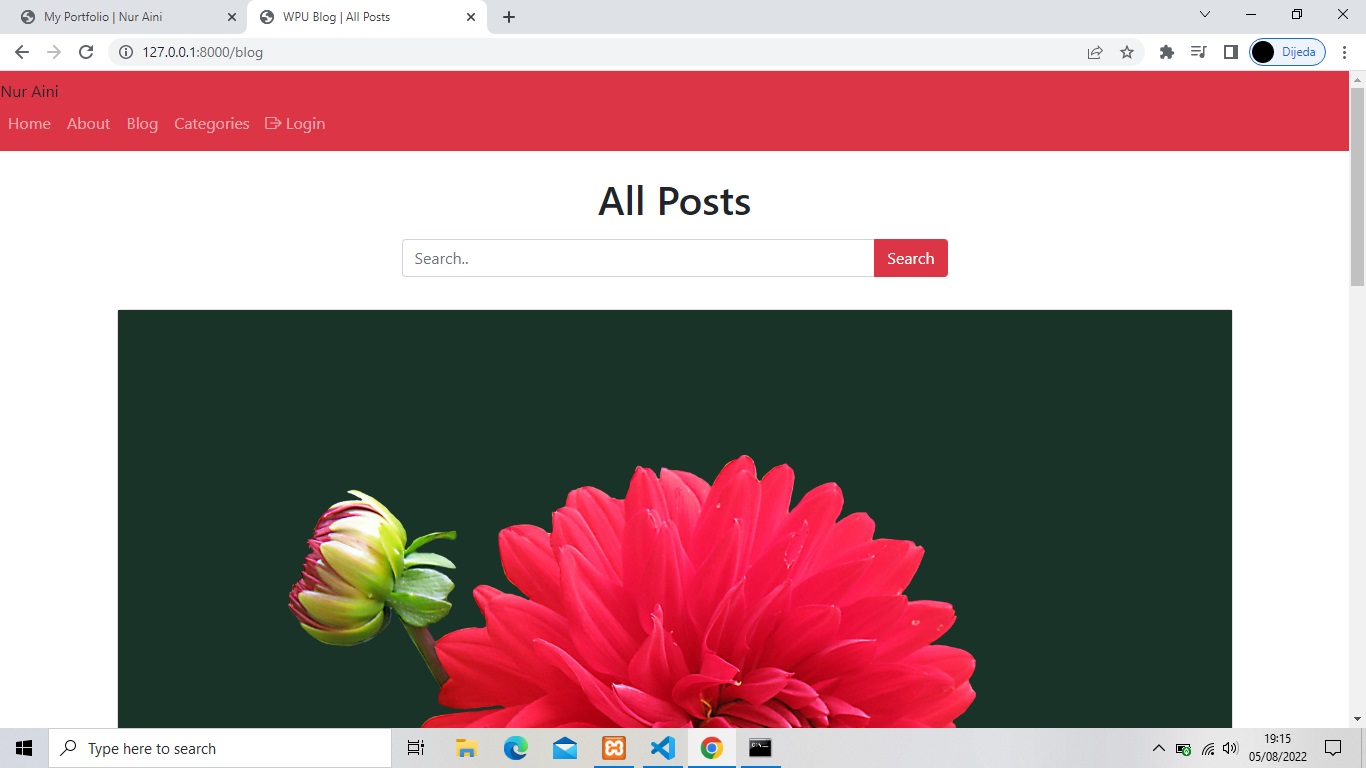 My Portfolio | Nur Aini
WPU Blog | All Posts
127.0.0.1:8000/blog
Dijeda
Nur Aini
Home About Blog Categories Login
All Posts
Search..
Search
Type here to search
19:15
05/08/2022